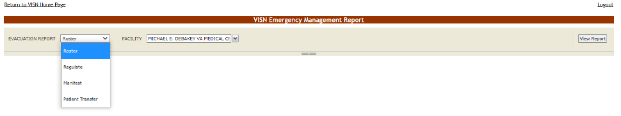 Return to VISN Home Page
Logout
VISN Emergency Management Report
EVACUATION REPORT Roster FACILITY MICHAEL E. DEBAKEY VA MEDICAL CE View Report
Roster
Regulate
Manifest
Patient Transfer